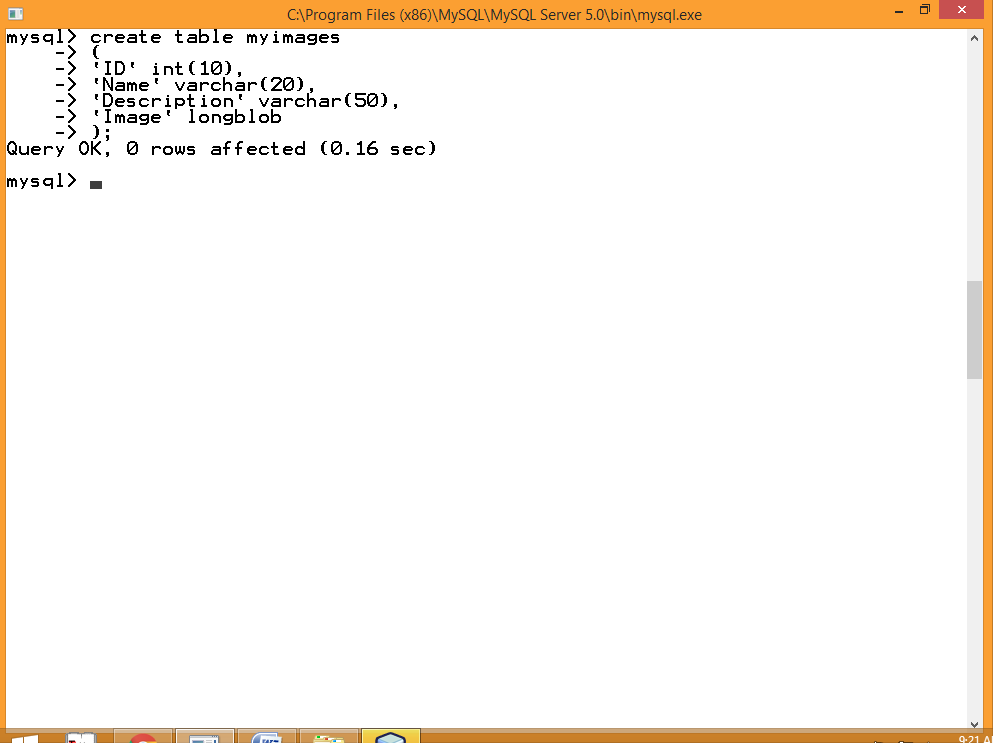 C:\Program Files (x86)\MySQL\MySQL Server 5.0\bin\mysql.exe
mysql> create table myimages
-> (
-> 'ID' int(10),
-> 'Name' varchar(20),
-> 'Description' varchar(50),
-> 'Image' longblob
-> );
Query OK, 0 rows affected (0.16 sec)
mysql>
9:21 A